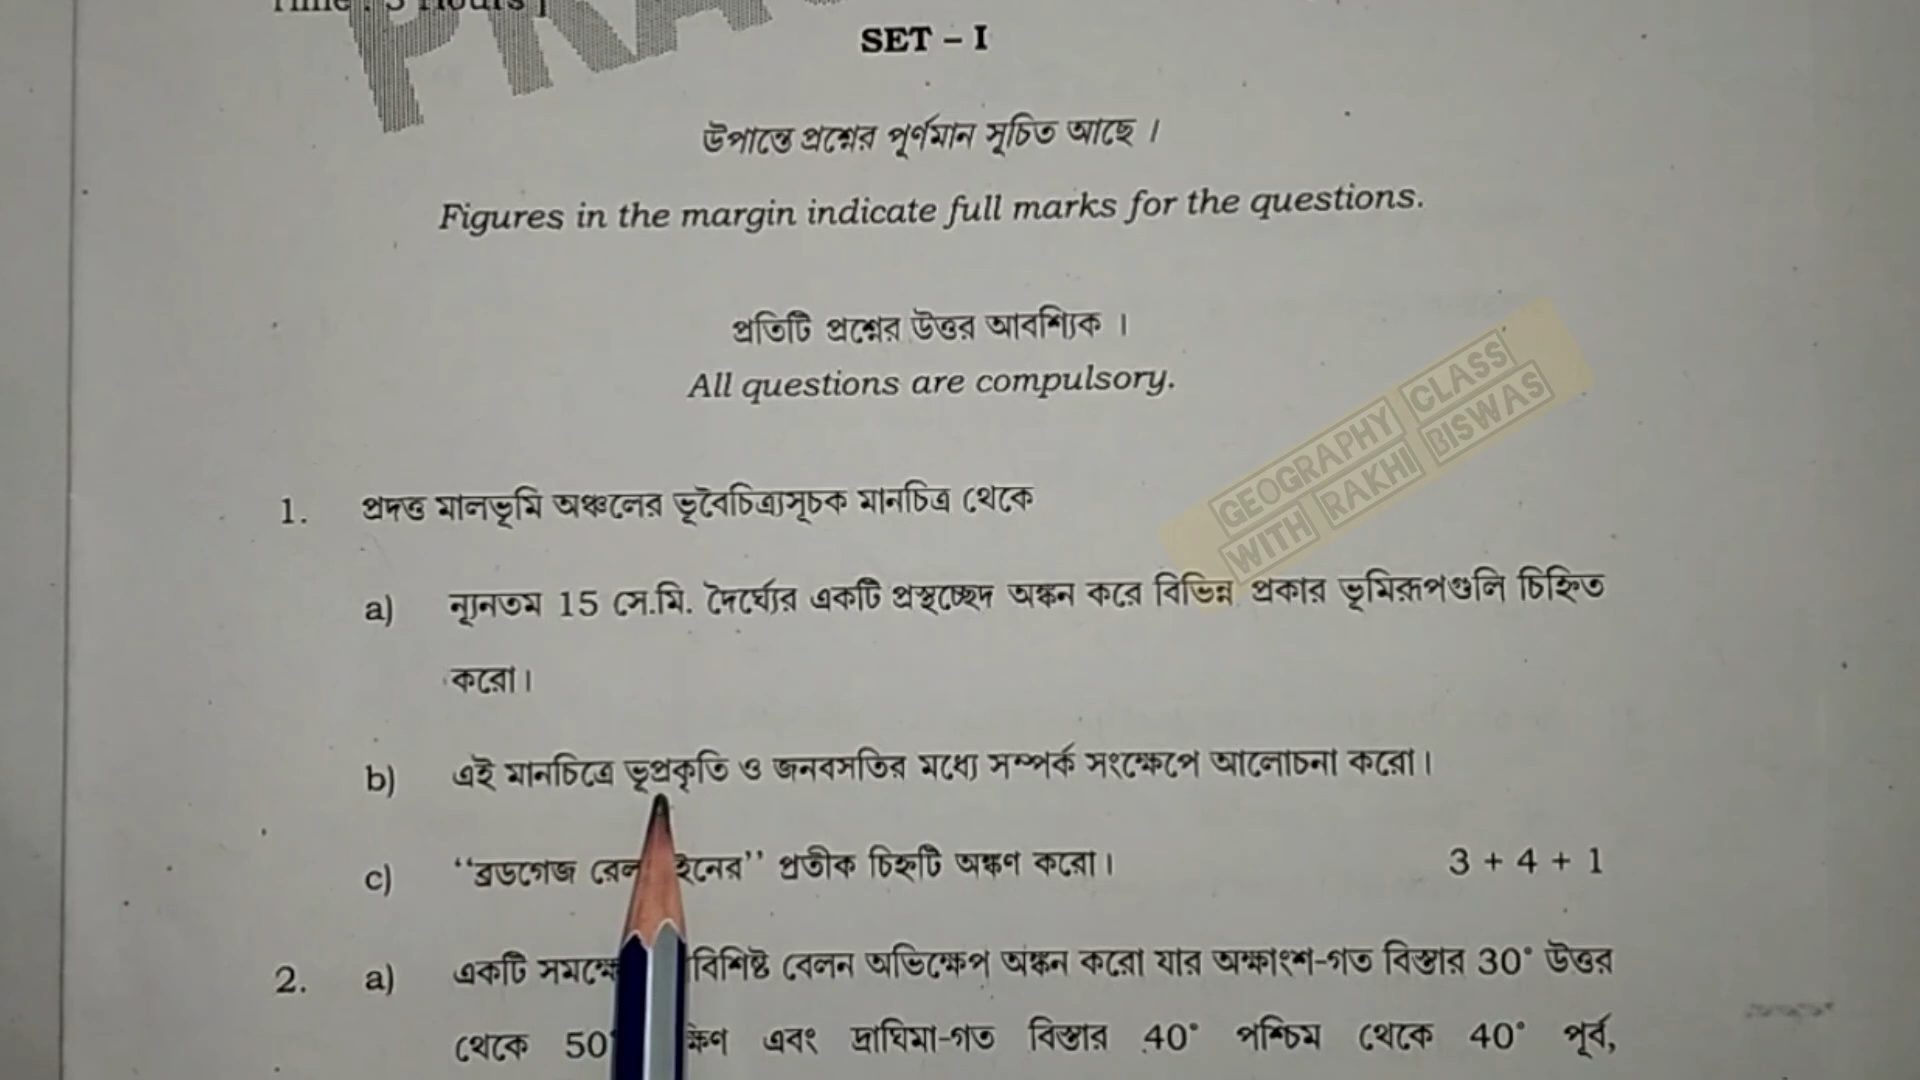 Time : 3 Hours ]
SET – I
উপান্তে প্রশ্নের পূর্ণমান সূচিত আছে ।
Figures in the margin indicate full marks for the questions.
প্রতিটি প্রশ্নের উত্তর আবশ্যিক ।
All questions are compulsory.
GEOGRAPHY CLASS
WITH RAKHI BISWAS
1. প্রদত্ত মালভূমি অঞ্চলের ভূবৈচিত্র্যসূচক মানচিত্র থেকে
a) ন্যূনতম 15 সে.মি. দৈর্ঘ্যের একটি প্রস্থচ্ছেদ অঙ্কন করে বিভিন্ন প্রকার ভূমিরূপগুলি চিহ্নিত
করো।
b) এই মানচিত্রে ভূপ্রকৃতি ও জনবসতির মধ্যে সম্পর্ক সংক্ষেপে আলোচনা করো।
c) “ব্রডগেজ প্রতীক চিহ্নটি অঙ্কণ করো। 3 + 4 + 1
2. a) একটি বিশিষ্ট বেলন অভিক্ষেপ অঙ্কন করো যার অক্ষাংশ-গত বিস্তার 30° উত্তর
থেকে 50° এবং দ্রাঘিমা-গত বিস্তার 40° পশ্চিম থেকে 40° পূর্ব,